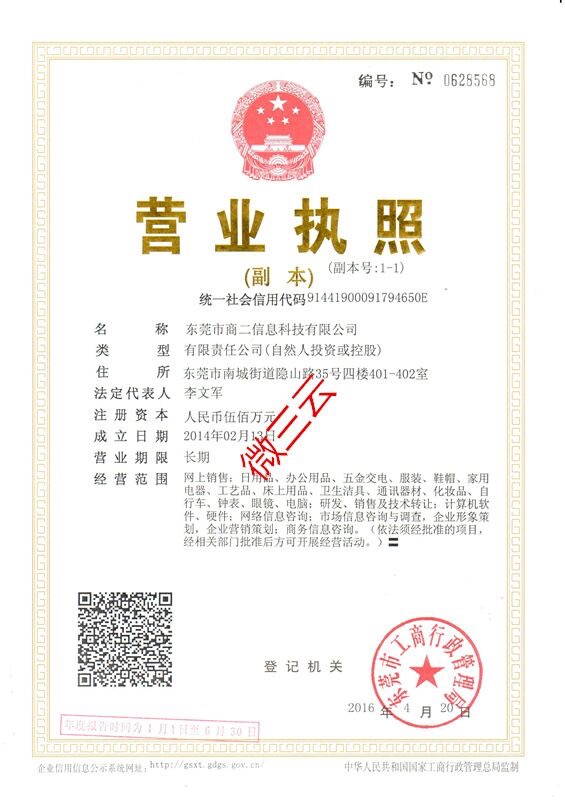 编号： Nº 0628568
营业执照
(副 本) (副本号:1-1)
统一社会信用代码91441900091794650E
名 称 东莞市商二信息科技有限公司
类 型 有限责任公司(自然人投资或控股)
住 所 东莞市南城街道隐山路35号四楼401-402室
法定代表人 李文军
注册资本 人民币伍佰万元
成立日期 2014年02月13日
营业期限 长期
经营范围 网上销售：日用品、办公用品、五金交电、服装、鞋帽、家用
电器、工艺品、床上用品、卫生洁具、通讯器材、化妆品、自
行车、钟表、眼镜、电脑；研发、销售及技术转让：计算机软
件、硬件；网络信息咨询；市场信息咨询与调查，企业形象策
划，企业营销策划；商务信息咨询。（依法须经批准的项目，
经相关部门批准后方可开展经营活动。）
微三云
登记机关
东莞市工商行政管理局
2016 年 4 月 20 日
年度报告时间为1月1日至6月30日
企业信用信息公示系统网址：http://gsxt.gdgs.gov.cn/
中华人民共和国国家工商行政管理总局监制